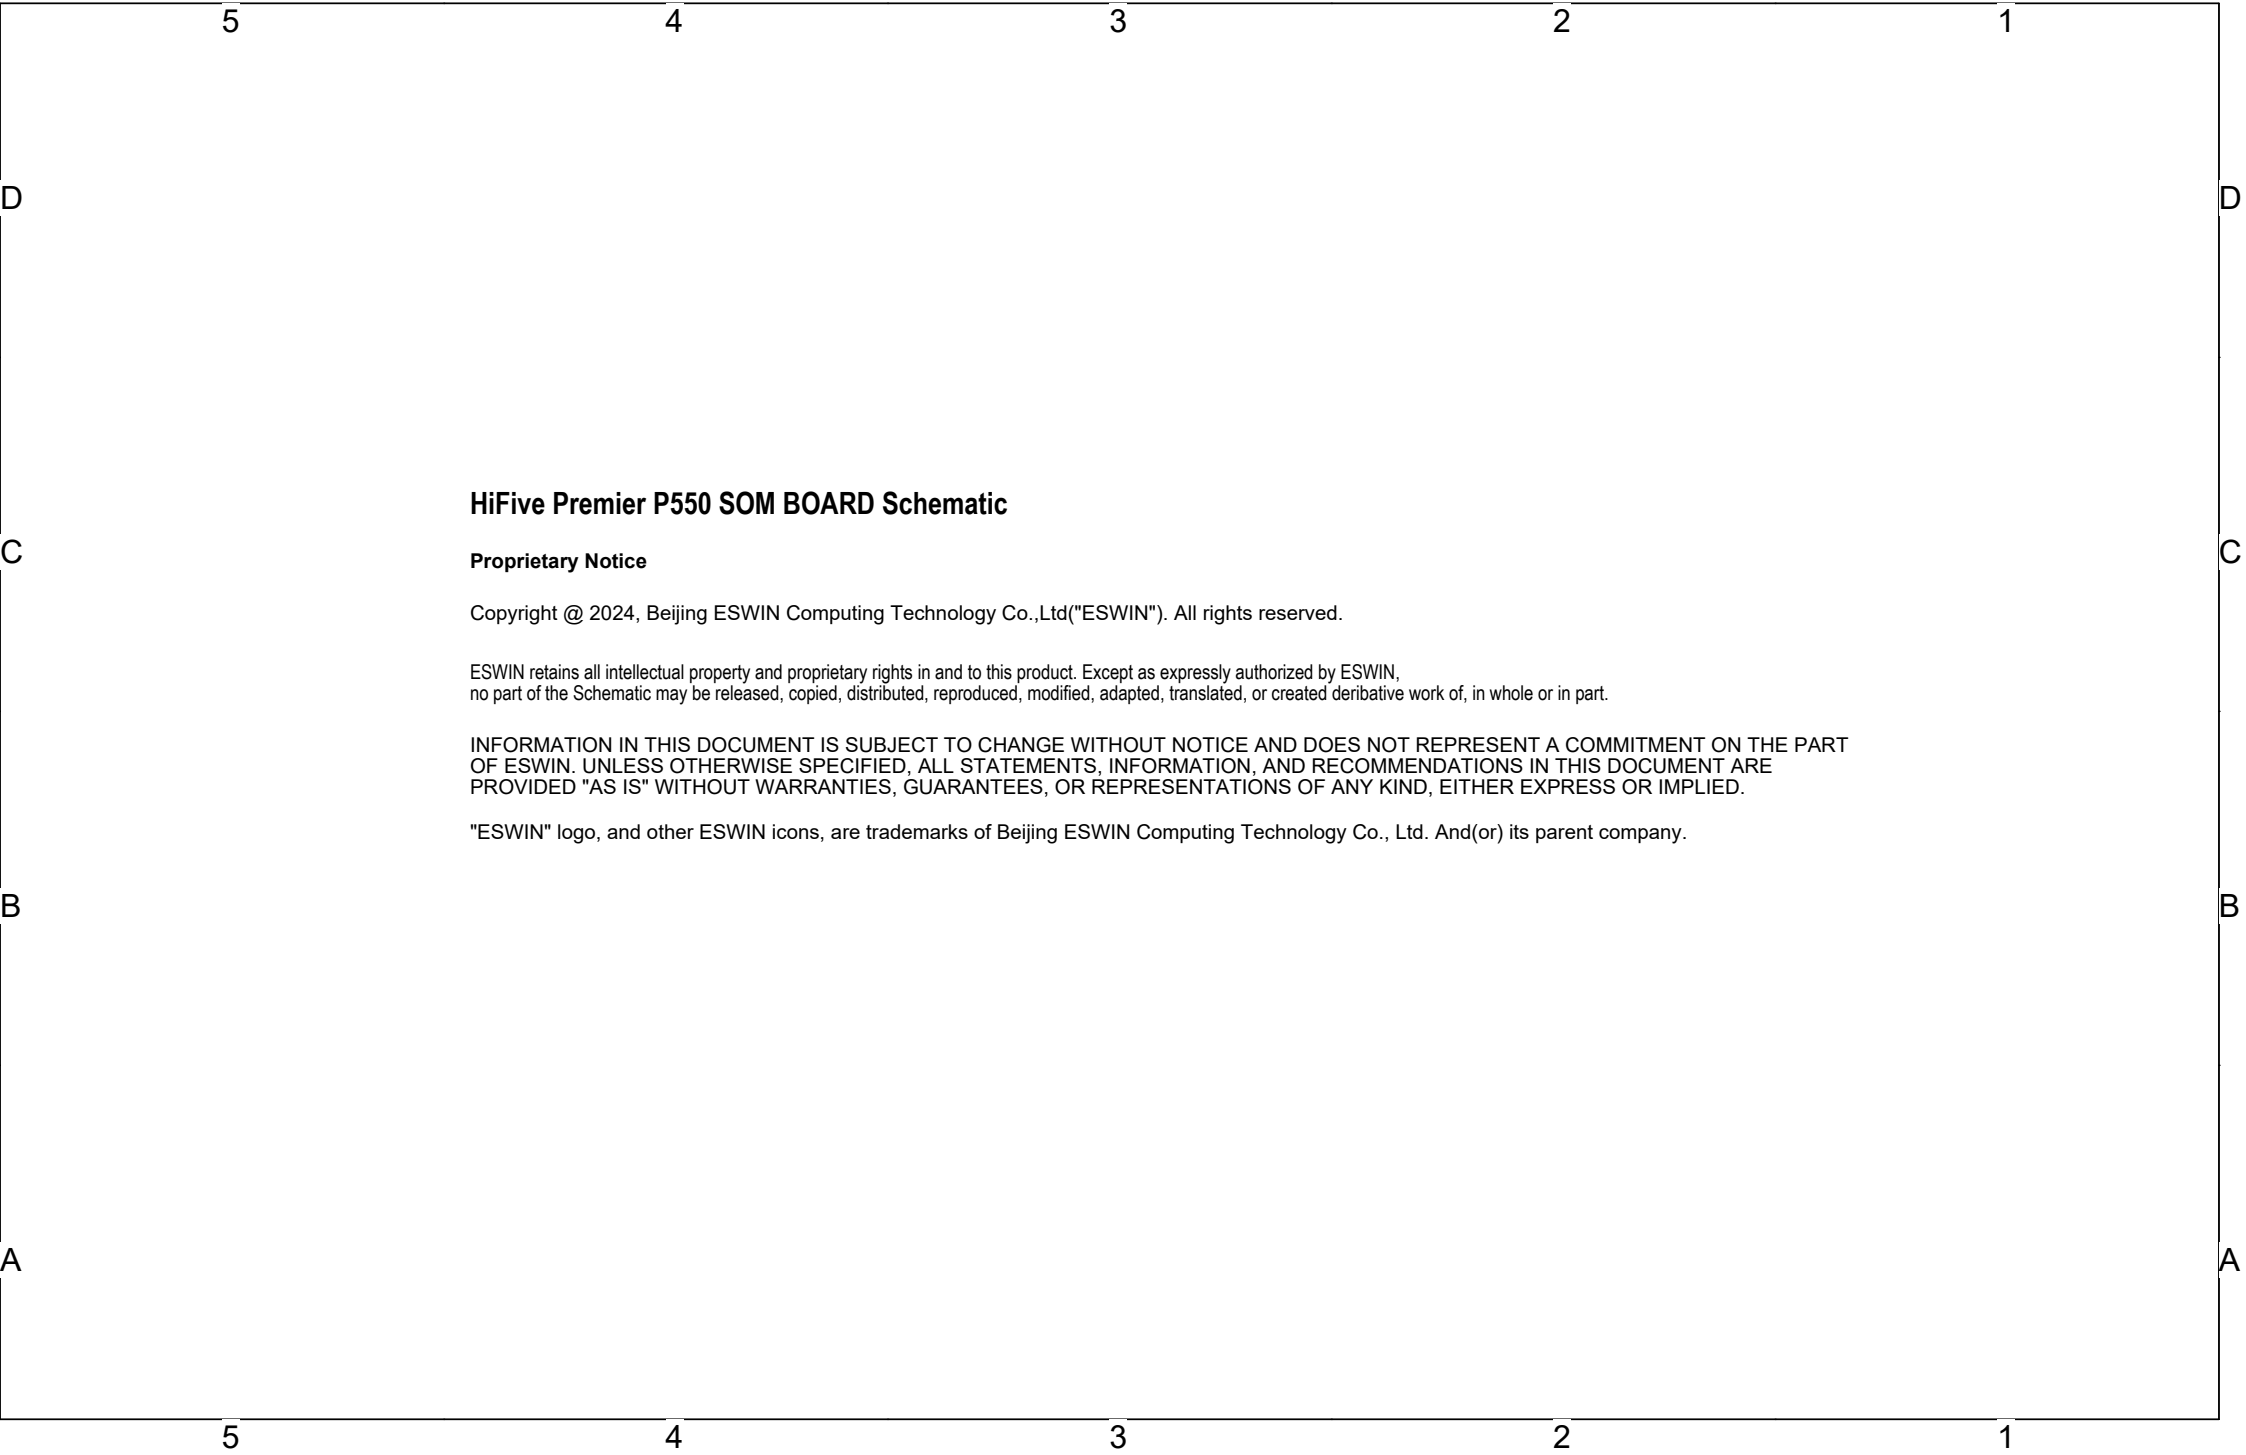 5 4 3 2 1
D D
HiFive Premier P550 SOM BOARD Schematic
C C
Proprietary Notice
Copyright @ 2024, Beijing ESWIN Computing Technology Co.,Ltd("ESWIN"). All rights reserved.
ESWIN retains all intellectual property and proprietary rights in and to this product. Except as expressly authorized by ESWIN,
no part of the Schematic may be released, copied, distributed, reproduced, modified, adapted, translated, or created deribative work of, in whole or in part.
INFORMATION IN THIS DOCUMENT IS SUBJECT TO CHANGE WITHOUT NOTICE AND DOES NOT REPRESENT A COMMITMENT ON THE PART
OF ESWIN. UNLESS OTHERWISE SPECIFIED, ALL STATEMENTS, INFORMATION, AND RECOMMENDATIONS IN THIS DOCUMENT ARE
PROVIDED "AS IS" WITHOUT WARRANTIES, GUARANTEES, OR REPRESENTATIONS OF ANY KIND, EITHER EXPRESS OR IMPLIED.
"ESWIN" logo, and other ESWIN icons, are trademarks of Beijing ESWIN Computing Technology Co., Ltd. And(or) its parent company.
B B
A A
5 4 3 2 1